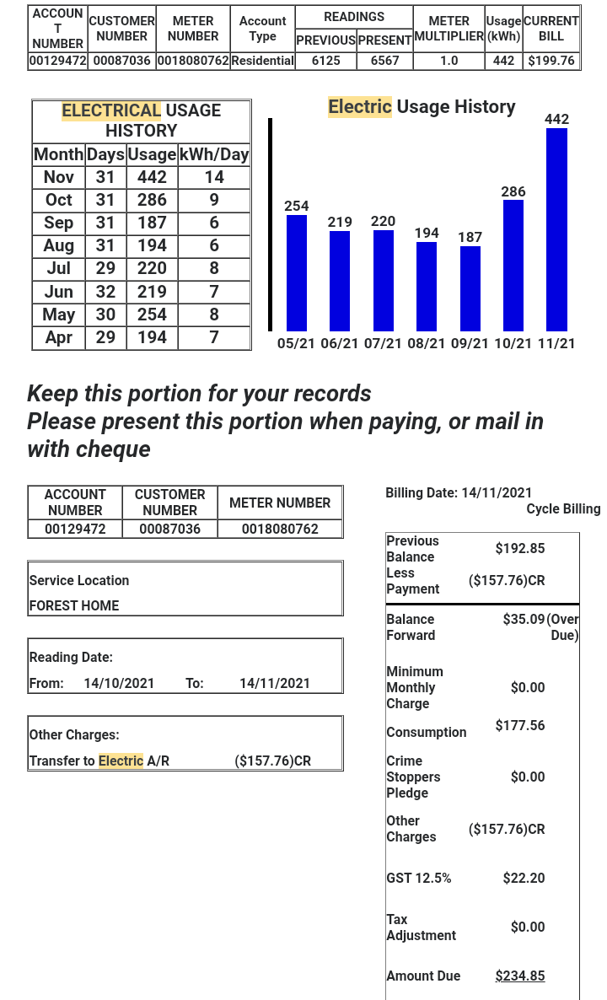 ACCOUNT NUMBER CUSTOMER NUMBER METER NUMBER Account Type READINGS PREVIOUS PRESENT METER MULTIPLIER Usage (kWh) CURRENT BILL
00129472 00087036 0018080762 Residential 6125 6567 1.0 442 $199.76
ELECTRICAL USAGE
HISTORY
Month Days Usage kWh/Day
Nov 31 442 14
Oct 31 286 9
Sep 31 187 6
Aug 31 194 6
Jul 29 220 8
Jun 32 219 7
May 30 254 8
Apr 29 194 7
Electric Usage History
254 219 220 194 187 286 442
05/21 06/21 07/21 08/21 09/21 10/21 11/21
Keep this portion for your records
Please present this portion when paying, or mail in
with cheque
ACCOUNT NUMBER CUSTOMER NUMBER METER NUMBER
00129472 00087036 0018080762
Service Location
FOREST HOME
Reading Date:
From: 14/10/2021 To: 14/11/2021
Other Charges:
Transfer to Electric A/R ($157.76)CR
Billing Date: 14/11/2021
Cycle Billing
Previous Balance $192.85
Less Payment ($157.76)CR
Balance Forward $35.09 (Over Due)
Minimum Monthly Charge $0.00
Consumption $177.56
Crime Stoppers Pledge $0.00
Other Charges ($157.76)CR
GST 12.5% $22.20
Tax Adjustment $0.00
Amount Due $234.85